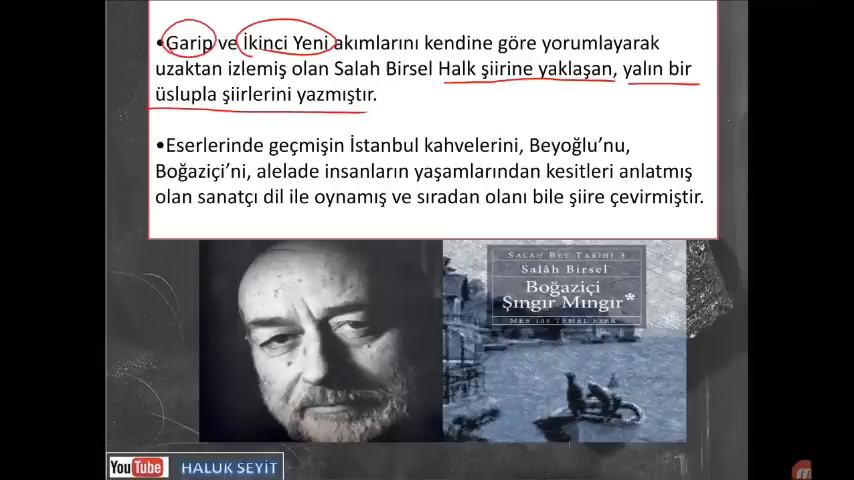 •Garip ve İkinci Yeni akımlarını kendine göre yorumlayarak
uzaktan izlemiş olan Salah Birsel Halk şiirine yaklaşan, yalın bir
üslupla şiirlerini yazmıştır.
•Eserlerinde geçmişin İstanbul kahvelerini, Beyoğlu’nu,
Boğaziçi’ni, alelade insanların yaşamlarından kesitleri anlatmış
olan sanatçı dil ile oynamış ve sıradan olanı bile şiire çevirmiştir.
SALÂH BEY TARİHİ 3
Salâh Birsel
Boğaziçi
Şıngır Mıngır*
MEB 100 TEMEL ESER
YouTube HALUK SEYİT